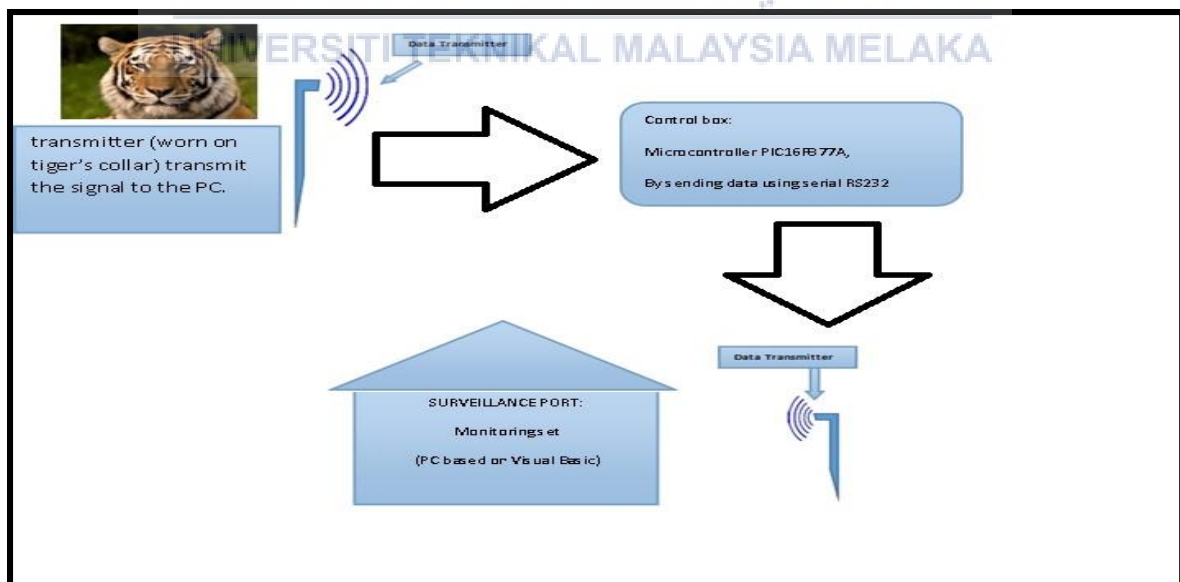 UNIVERSITI TEKNIKAL MALAYSIA MELAKA
Data Transmitter
transmitter (worn on
tiger's collar) transmit
the signal to the PC.
Control box:
Microcontroller PIC16F877A,
By sending data using serial RS232
Data Transmitter
SURVEILLANCE PORT:
Monitoring set
(PC based or Visual Basic)